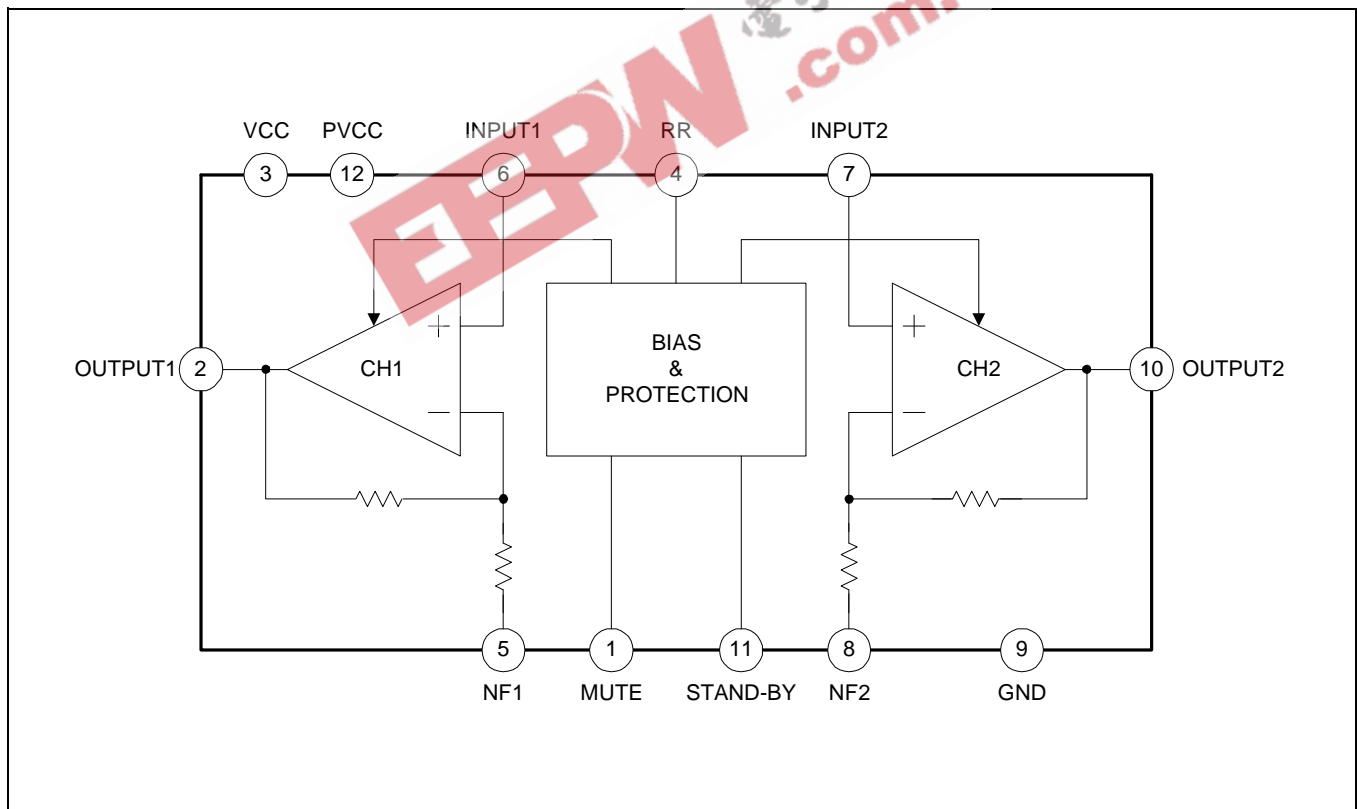 EEPW
.com.
VCC PVCC INPUT1 RR INPUT2
3 12 6 4 7
+ + 
BIAS
&
PROTECTION
OUTPUT1 2 CH1 CH2 10 OUTPUT2
− −
5 1 11 8 9
NF1 MUTE STAND-BY NF2 GND